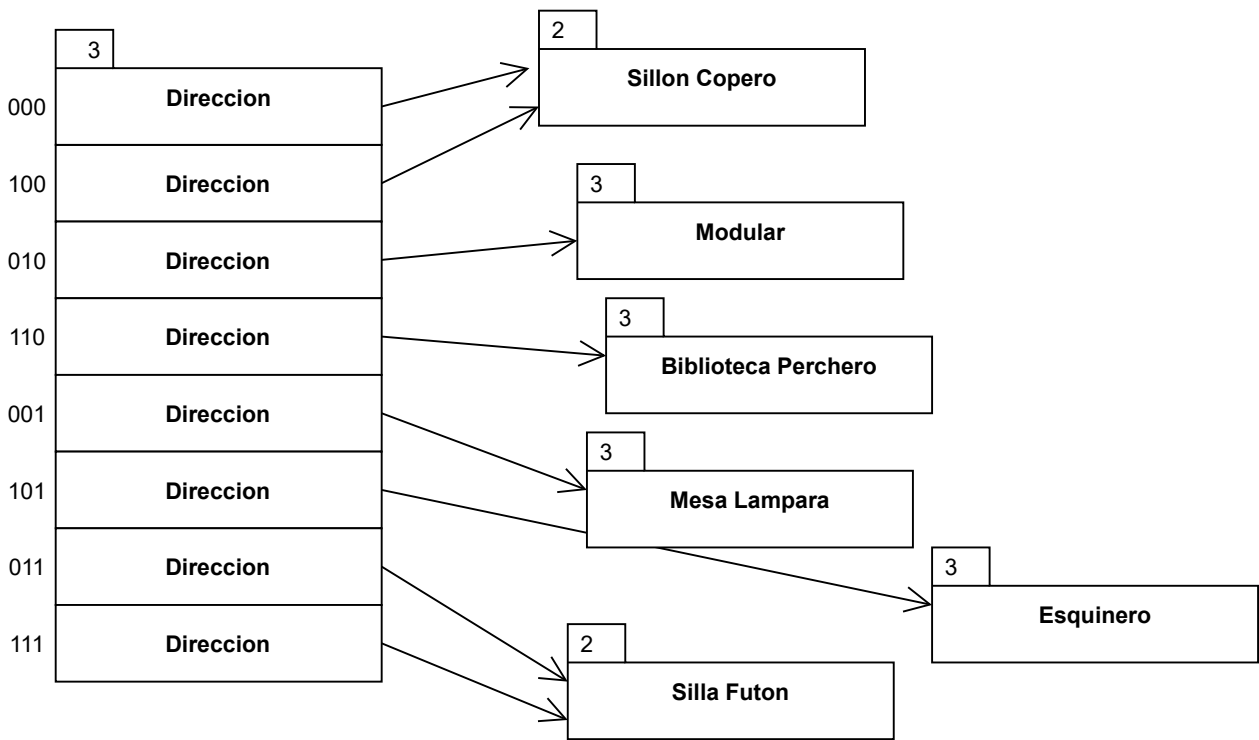 3
000 Direccion
100 Direccion
010 Direccion
110 Direccion
001 Direccion
101 Direccion
011 Direccion
111 Direccion
2
Sillon Copero
3
Modular
3
Biblioteca Perchero
3
Mesa Lampara
3
Esquinero
2
Silla Futon